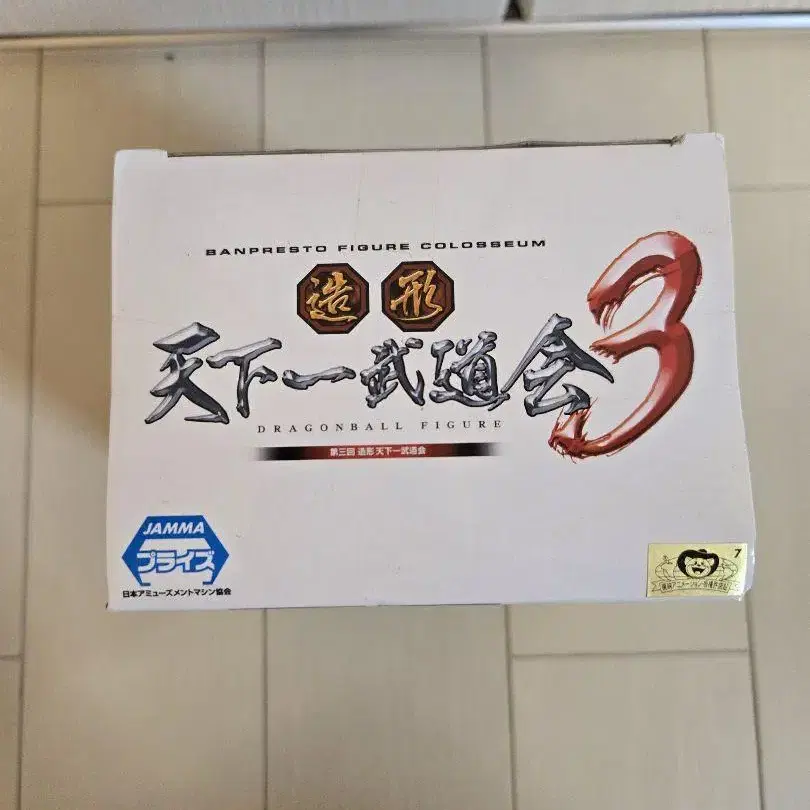 BANPRESTO FIGURE COLOSSEUM
造形
天下一武道会3
DRAGONBALL FIGURE
第三回 造形 天下一武道会
JAMMA
プライズ
日本アミューズメントマシン協会
7